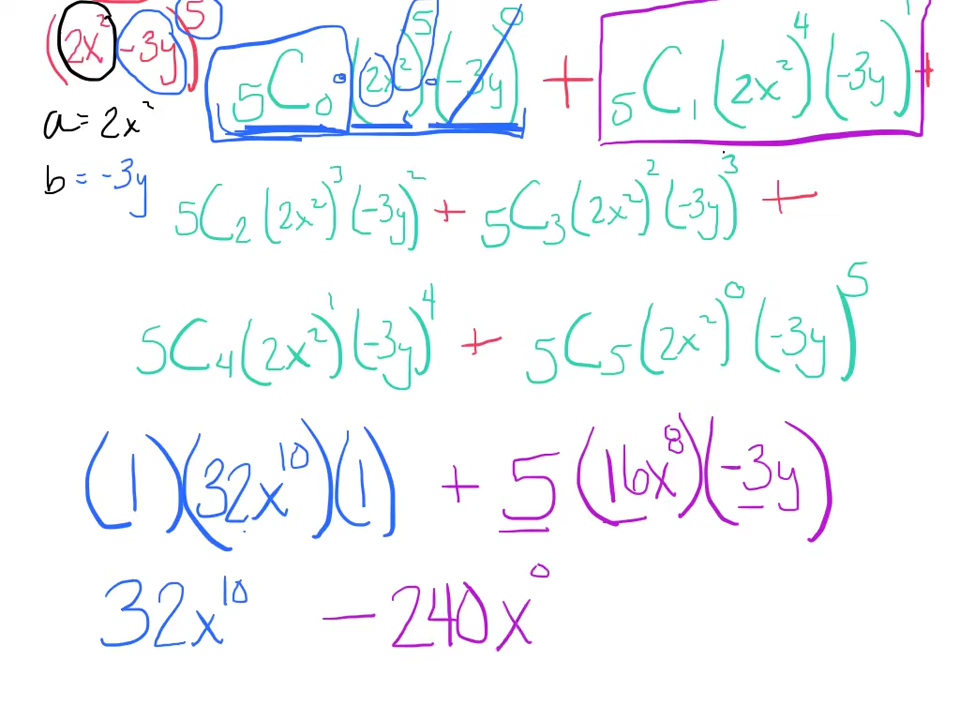 (2x² -3y)⁵ ₅C₀ · (2x²)⁵ · (-3y)⁰ + ₅C₁ (2x²)⁴ (-3y)¹ +
a = 2x²
b = -3y
5C₂ (2x²)³ (-3y)² + 5C₃ (2x²)² (-3y)³ +
5C₄ (2x²)¹ (-3y)⁴ + 5C₅ (2x²)⁰ (-3y)⁵
(1)(32x¹⁰)(1) + 5 (16x⁸)(-3y)
32x¹⁰ - 240x⁰